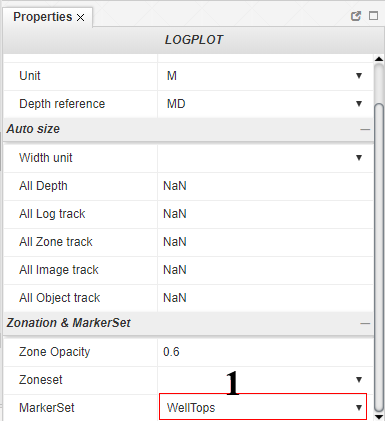 Properties
LOGPLOT
Unit M
Depth reference MD
Auto size
Width unit
All Depth NaN
All Log track NaN
All Zone track NaN
All Image track NaN
All Object track NaN
Zonation & MarkerSet
Zone Opacity 0.6
Zoneset
1
MarkerSet WellTops